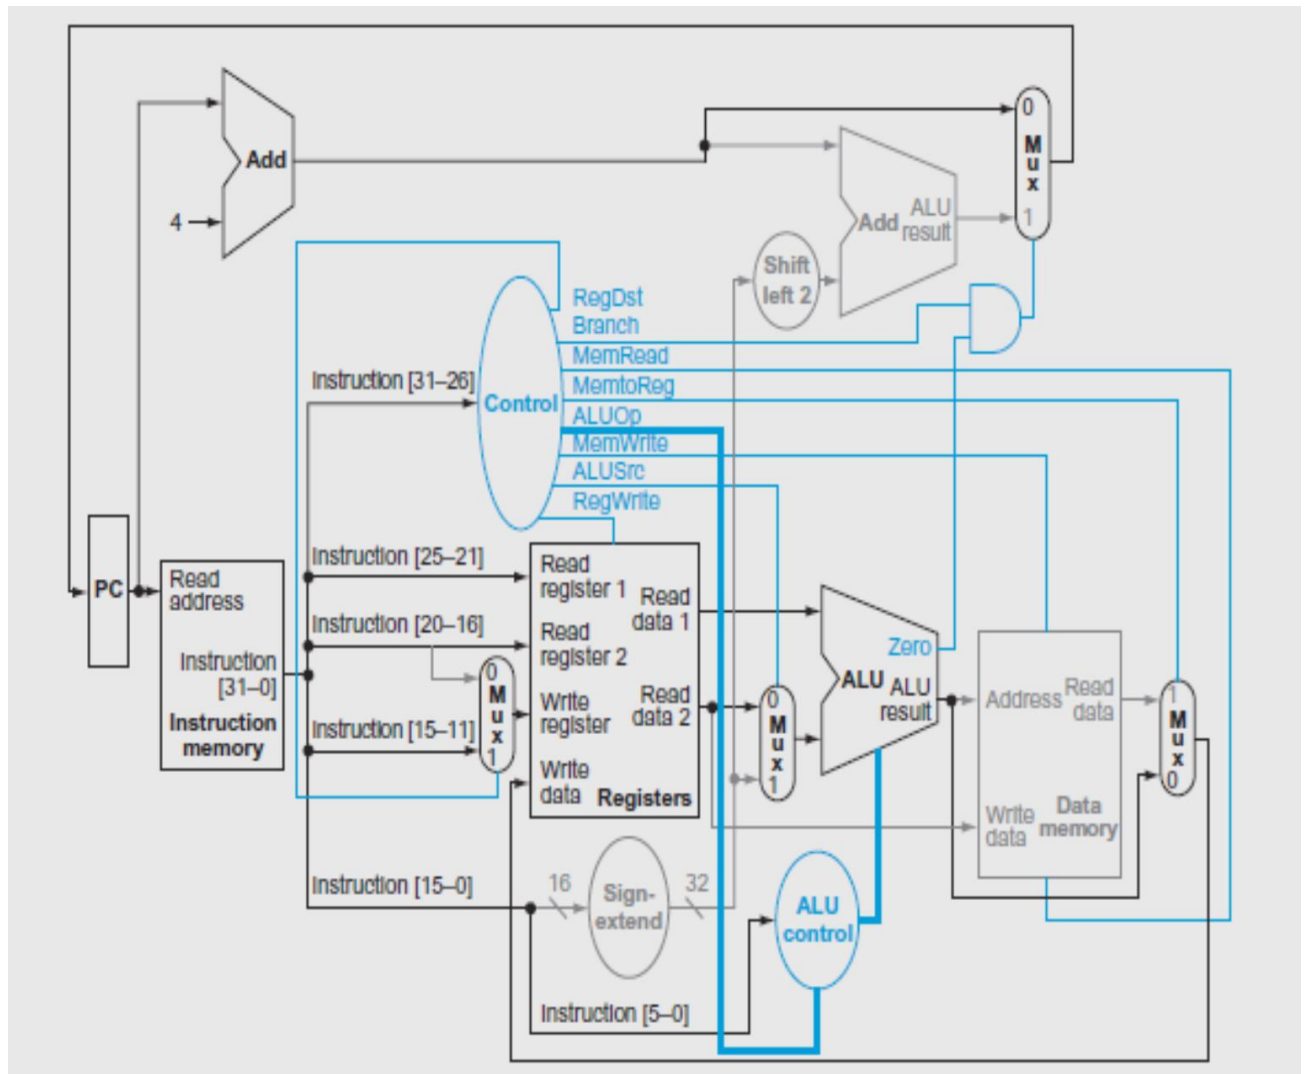 0
M
u
x
1
Add
4
Add
ALU
result
Shift
left 2
RegDst
Branch
MemRead
MemtoReg
ALUOp
MemWrite
ALUSrc
RegWrite
Control
Instruction [31–26]
Instruction [25–21]
Instruction [20–16]
Instruction [15–11]
Instruction [15–0]
Instruction [5–0]
PC
Read
address
Instruction
[31–0]
Instruction
memory
0
M
u
x
1
Read
register 1
Read
register 2
Write
register
Write
data
Read
data 1
Read
data 2
Registers
0
M
u
x
1
Zero
ALU
ALU
result
Address
Read
data
Write
data
Data
memory
1
M
u
x
0
16
Sign-
extend
32
ALU
control